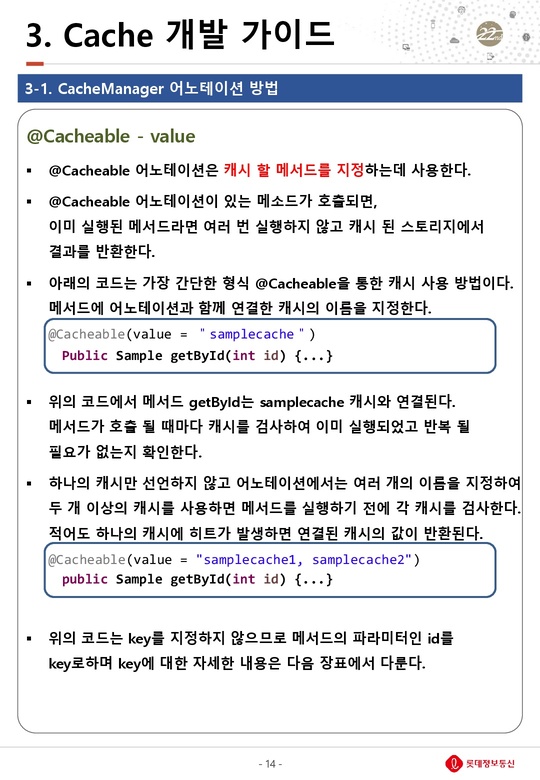 3. Cache 개발 가이드
22
3-1. CacheManager 어노테이션 방법
@Cacheable - value
▪ @Cacheable 어노테이션은 캐시 할 메서드를 지정하는데 사용한다.
▪ @Cacheable 어노테이션이 있는 메소드가 호출되면,
이미 실행된 메서드라면 여러 번 실행하지 않고 캐시 된 스토리지에서
결과를 반환한다.
▪ 아래의 코드는 가장 간단한 형식 @Cacheable을 통한 캐시 사용 방법이다.
메서드에 어노테이션과 함께 연결한 캐시의 이름을 지정한다.
@Cacheable(value = ＂samplecache＂)
Public Sample getById(int id) {...}
▪ 위의 코드에서 메서드 getById는 samplecache 캐시와 연결된다.
메서드가 호출 될 때마다 캐시를 검사하여 이미 실행되었고 반복 될
필요가 없는지 확인한다.
▪ 하나의 캐시만 선언하지 않고 어노테이션에서는 여러 개의 이름을 지정하여
두 개 이상의 캐시를 사용하면 메서드를 실행하기 전에 각 캐시를 검사한다.
적어도 하나의 캐시에 히트가 발생하면 연결된 캐시의 값이 반환된다.
@Cacheable(value = "samplecache1, samplecache2")
public Sample getById(int id) {...}
▪ 위의 코드는 key를 지정하지 않으므로 메서드의 파라미터인 id를
key로하며 key에 대한 자세한 내용은 다음 장표에서 다룬다.
- 14 -
롯데정보통신